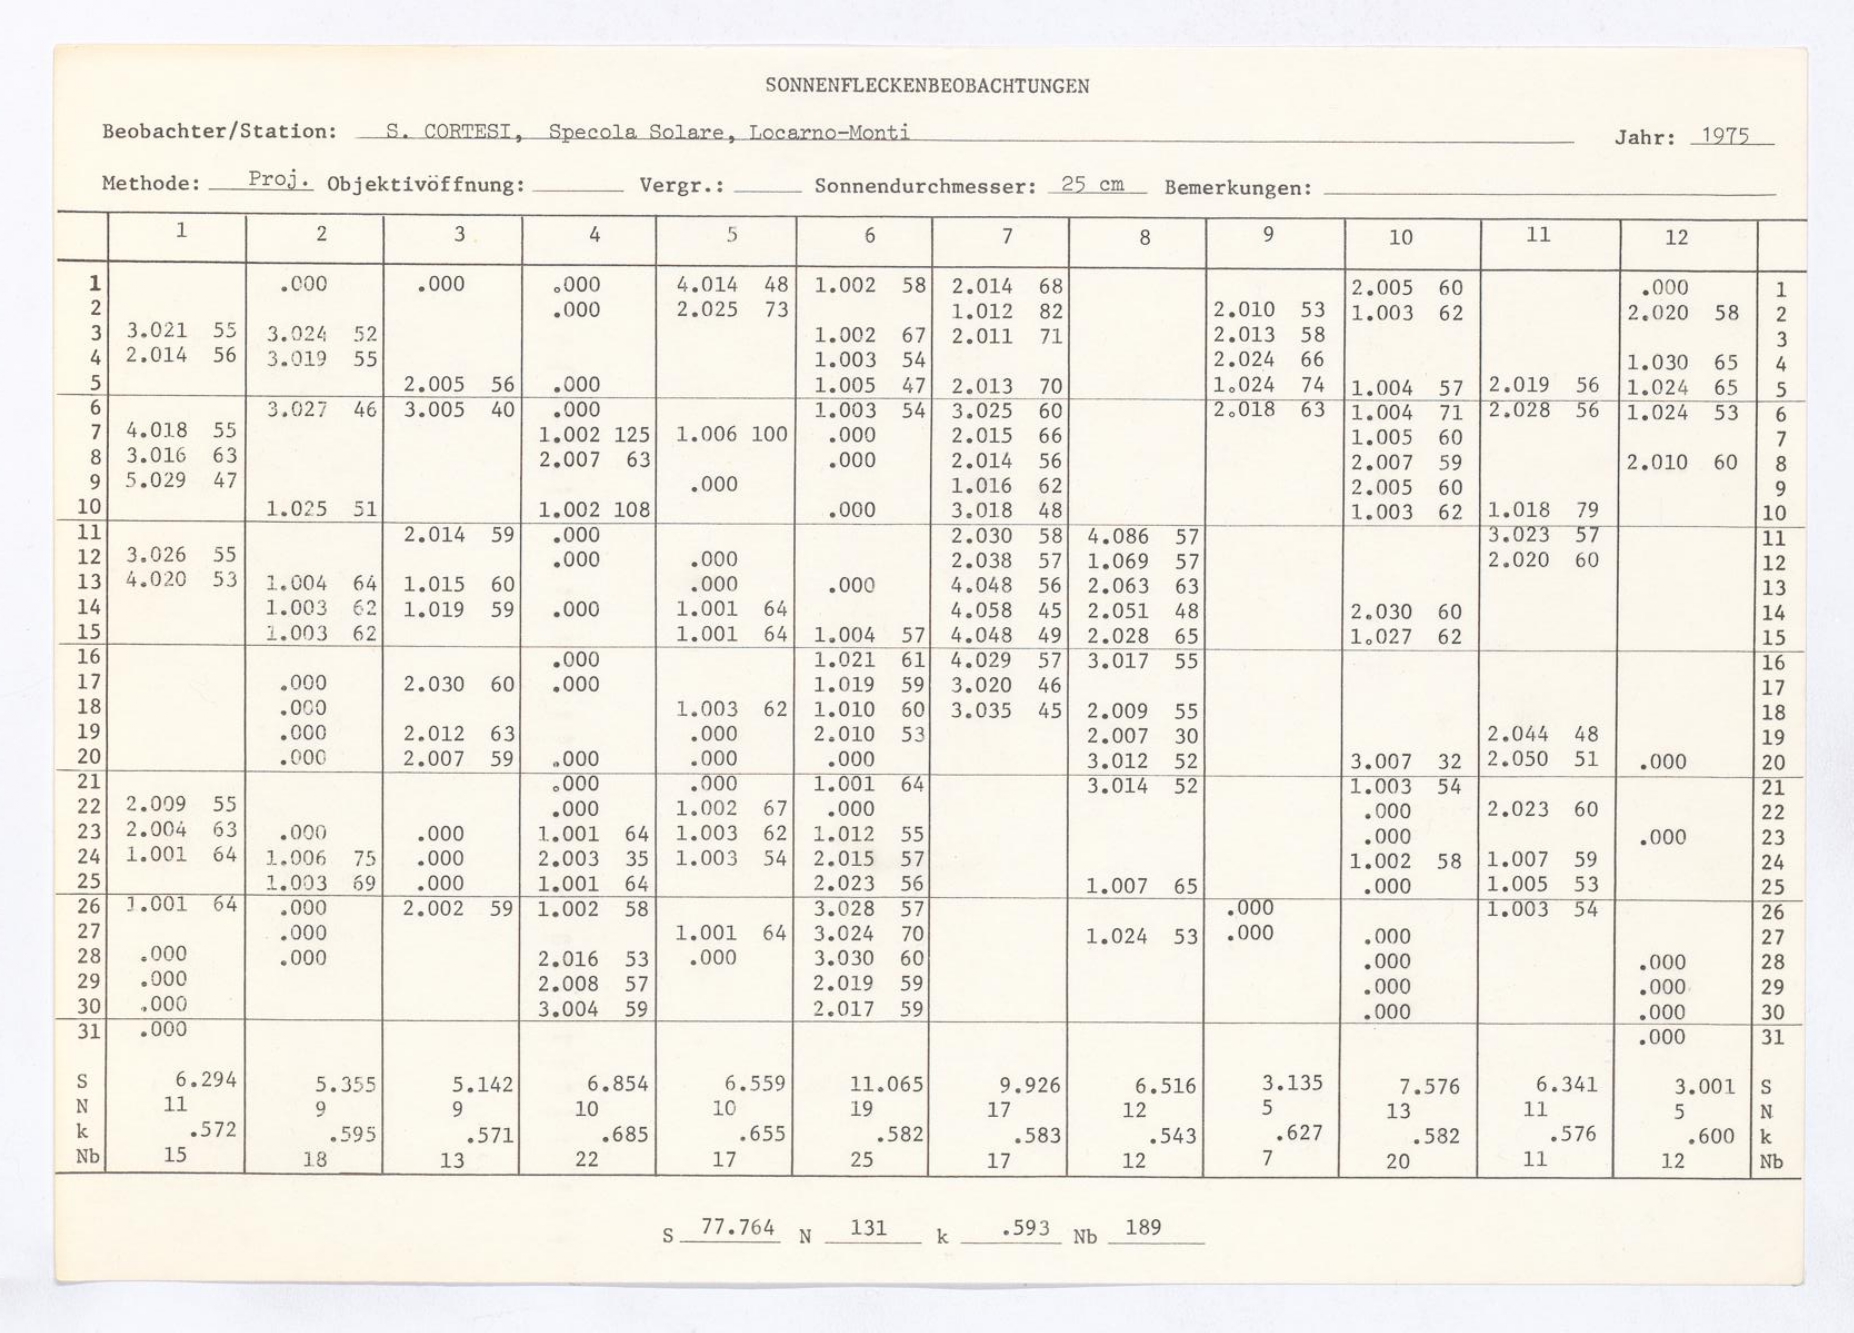 SONNENFLECKENBEOBACHTUNGEN
Beobachter/Station: S. CORTESI, Specola Solare, Locarno-Monti Jahr: 1975
Methode: Proj. Objektivöffnung: Vergr.: Sonnendurchmesser: 25 cm Bemerkungen:
1 2 3 4 5 6 7 8 9 10 11 12
1 .000 .000 .000 4.014 48 1.002 58 2.014 68 2.005 60 .000 1
2 .000 2.025 73 1.012 82 2.010 53 1.003 62 2.020 58 2
3 3.021 55 3.024 52 1.002 67 2.011 71 2.013 58 3
4 2.014 56 3.019 55 1.003 54 2.024 66 1.030 65 4
5 2.005 56 .000 1.005 47 2.013 70 1.024 74 1.004 57 2.019 56 1.024 65 5
6 3.027 46 3.005 40 .000 1.003 54 3.025 60 2.018 63 1.004 71 2.028 56 1.024 53 6
7 4.018 55 1.002 125 1.006 100 .000 2.015 66 1.005 60 7
8 3.016 63 2.007 63 .000 2.014 56 2.007 59 2.010 60 8
9 5.029 47 .000 1.016 62 2.005 60 9
10 1.025 51 1.002 108 .000 3.018 48 1.003 62 1.018 79 10
11 2.014 59 .000 2.030 58 4.086 57 3.023 57 11
12 3.026 55 .000 .000 2.038 57 1.069 57 2.020 60 12
13 4.020 53 1.004 64 1.015 60 .000 .000 4.048 56 2.063 63 13
14 1.003 62 1.019 59 .000 1.001 64 4.058 45 2.051 48 2.030 60 14
15 1.003 62 1.001 64 1.004 57 4.048 49 2.028 65 1.027 62 15
16 .000 1.021 61 4.029 57 3.017 55 16
17 .000 2.030 60 .000 1.019 59 3.020 46 17
18 .000 1.003 62 1.010 60 3.035 45 2.009 55 18
19 .000 2.012 63 .000 2.010 53 2.007 30 2.044 48 19
20 .000 2.007 59 .000 .000 .000 3.012 52 3.007 32 2.050 51 .000 20
21 .000 .000 1.001 64 3.014 52 1.003 54 21
22 2.009 55 .000 1.002 67 .000 .000 2.023 60 22
23 2.004 63 .000 .000 1.001 64 1.003 62 1.012 55 .000 .000 23
24 1.001 64 1.006 75 .000 2.003 35 1.003 54 2.015 57 1.002 58 1.007 59 24
25 1.003 69 .000 1.001 64 2.023 56 1.007 65 .000 1.005 53 25
26 1.001 64 .000 2.002 59 1.002 58 3.028 57 .000 1.003 54 26
27 .000 1.001 64 3.024 70 1.024 53 .000 .000 27
28 .000 .000 2.016 53 .000 3.030 60 .000 .000 28
29 .000 2.008 57 2.019 59 .000 .000 29
30 .000 3.004 59 2.017 59 .000 .000 30
31 .000 .000 31
S 6.294 5.355 5.142 6.854 6.559 11.065 9.926 6.516 3.135 7.576 6.341 3.001 S
N 11 9 9 10 10 19 17 12 5 13 11 5 N
k .572 .595 .571 .685 .655 .582 .583 .543 .627 .582 .576 .600 k
Nb 15 18 13 22 17 25 17 12 7 20 11 12 Nb
S 77.764 N 131 k .593 Nb 189